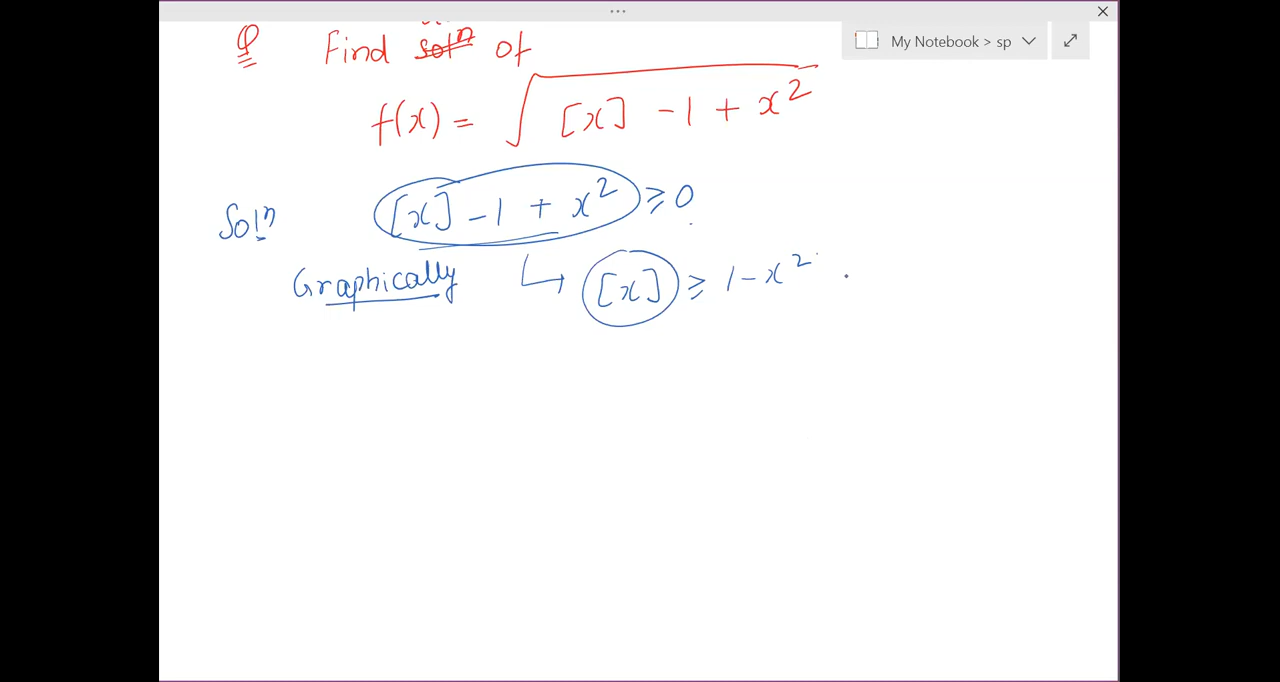 My Notebook > sp
Q Find soln of
f(x) = √([x] - 1 + x²)
Soln [x] - 1 + x² ≥ 0
Graphically ↳ [x] ≥ 1 - x²